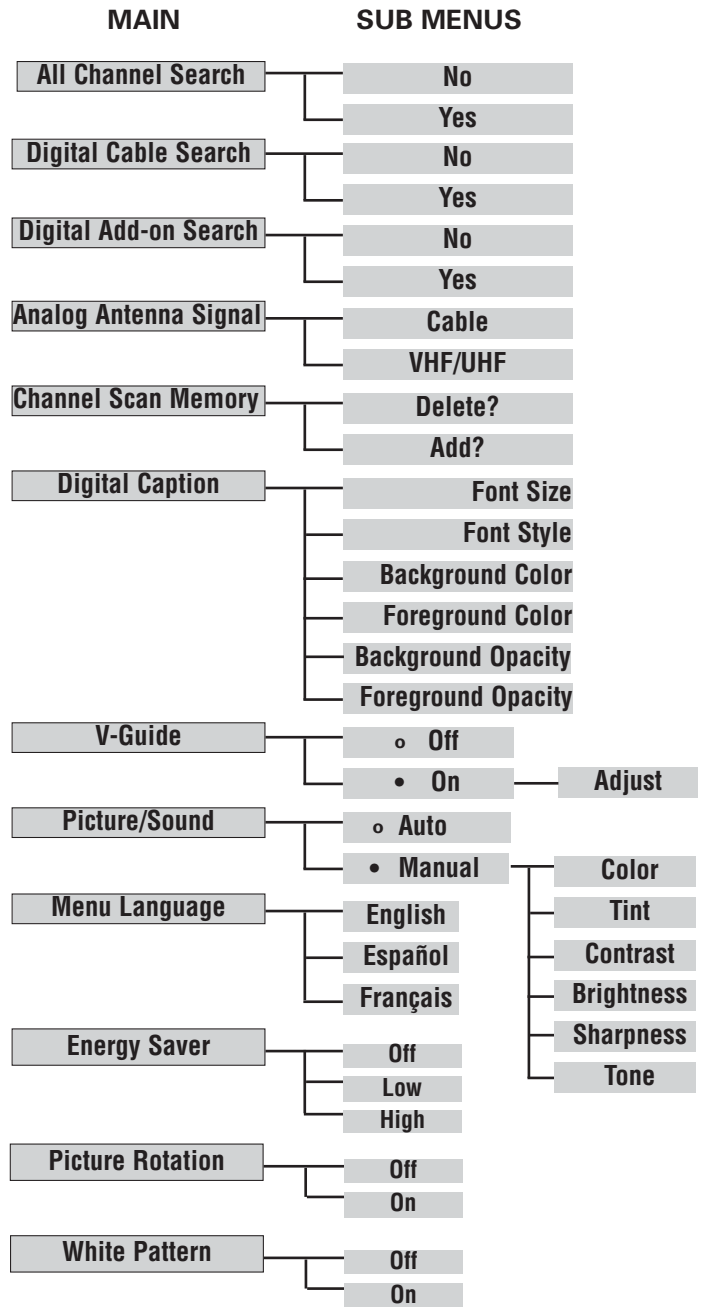 MAIN SUB MENUS
All Channel Search No
Yes
Digital Cable Search No
Yes
Digital Add-on Search No
Yes
Analog Antenna Signal Cable
VHF/UHF
Channel Scan Memory Delete?
Add?
Digital Caption Font Size
Font Style
Background Color
Foreground Color
Background Opacity
Foreground Opacity
V-Guide o Off
• On Adjust
Picture/Sound o Auto
• Manual Color
Menu Language English Tint
Español Contrast
Français Brightness
Energy Saver Off Sharpness
Low Tone
High
Picture Rotation Off
On
White Pattern Off
On